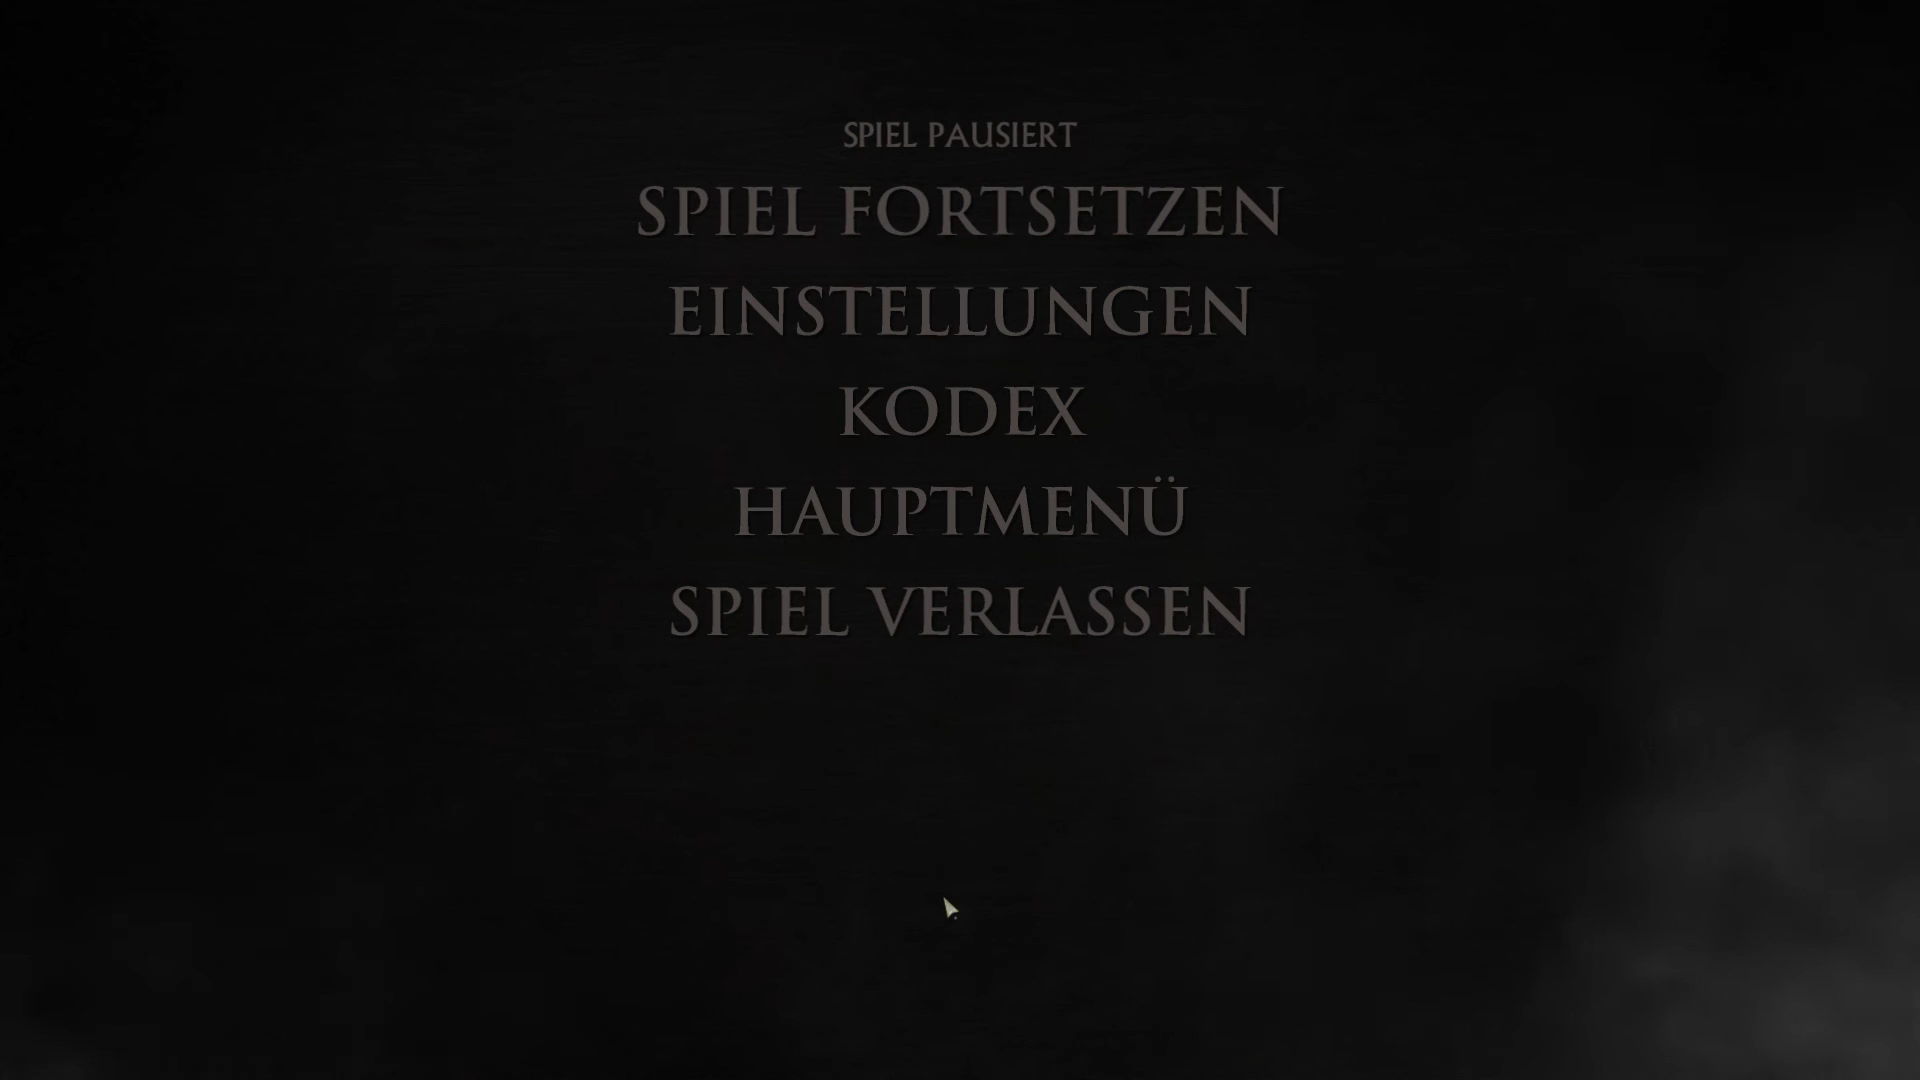 SPIEL PAUSIERT
SPIEL FORTSETZEN
EINSTELLUNGEN
KODEX
HAUPTMENÜ
SPIEL VERLASSEN